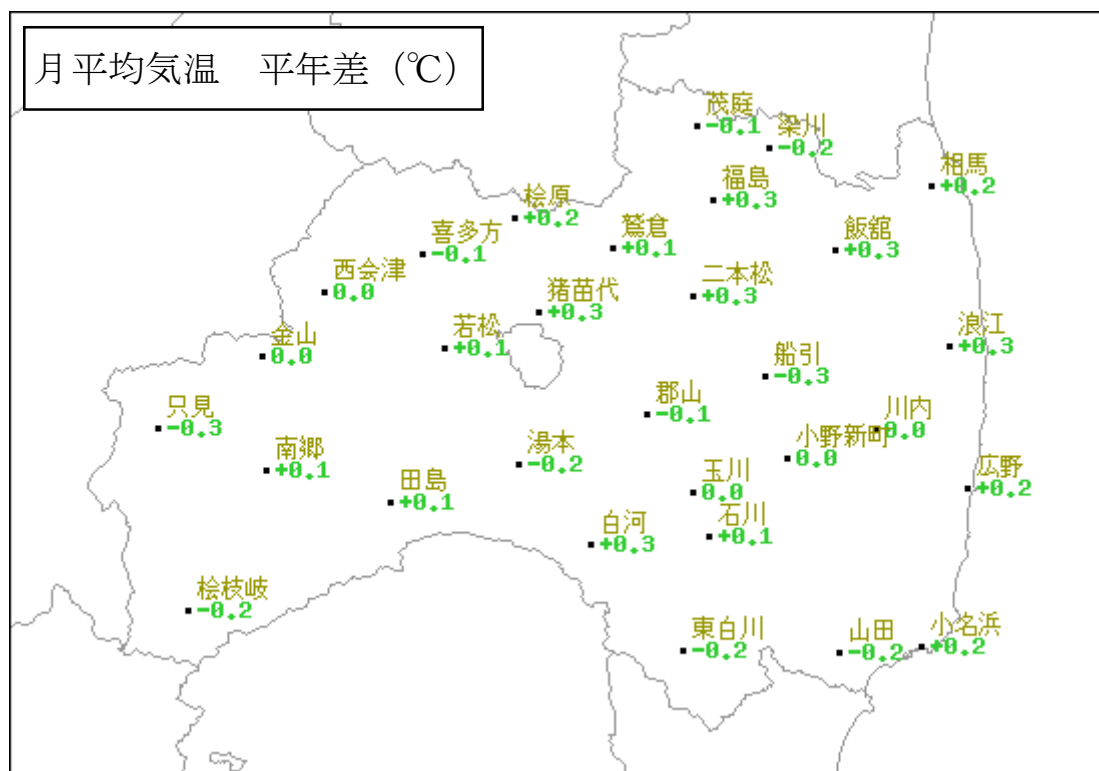 月平均気温　平年差（℃）
茂庭
-0.1
梁川
-0.2
相馬
+0.2
福島
+0.3
桧原
+0.2
鷲倉
+0.1
飯舘
+0.3
喜多方
-0.1
西会津
0.0
猪苗代
+0.3
二本松
+0.3
金山
0.0
若松
+0.1
浪江
+0.3
船引
-0.3
只見
-0.3
郡山
-0.1
川内
0.0
南郷
+0.1
湯本
-0.2
小野新町
0.0
田島
+0.1
玉川
0.0
広野
+0.2
白河
+0.3
石川
+0.1
桧枝岐
-0.2
東白川
-0.2
山田
-0.2
小名浜
+0.2